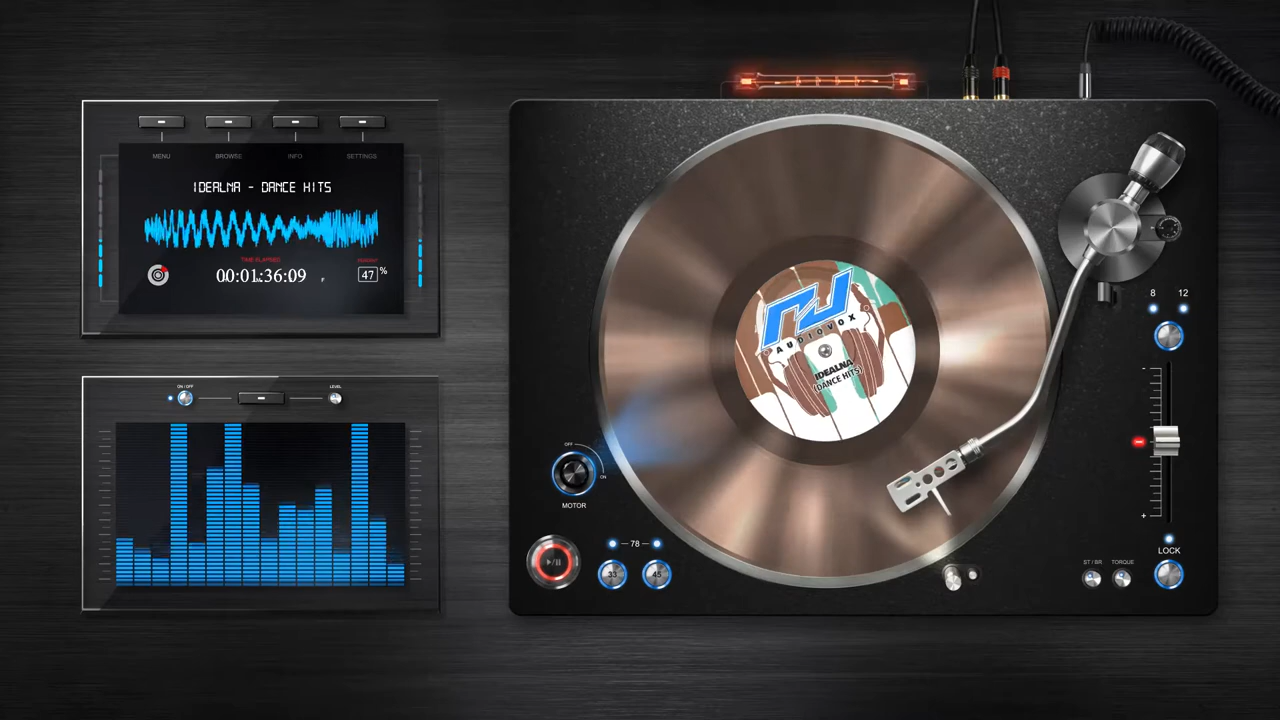 MENU BROWSE INFO SETTINGS
IDEALNA - DANCE HITS
TIME ELAPSED
00:01:36:09 F
47 %
ON / OFF
LEVEL
AUDIOVOX
IDEALNA
(DANCE HITS)
OFF
ON
MOTOR
78
33 45
8 12
-
+
LOCK
ST / BR TORQUE